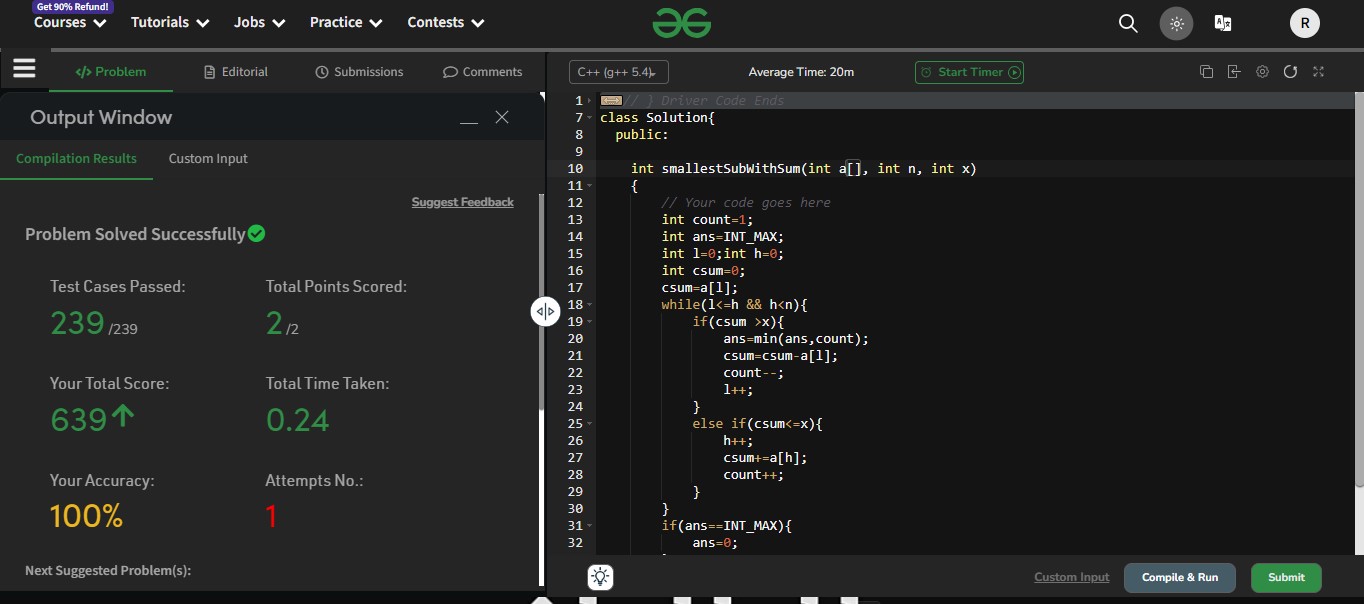 Get 90% Refund!
Courses Tutorials Jobs Practice Contests R
Problem Editorial Submissions Comments
Output Window
Compilation Results Custom Input
Suggest Feedback
Problem Solved Successfully
Test Cases Passed: Total Points Scored:
239 /239 2 /2
Your Total Score: Total Time Taken:
639 0.24
Your Accuracy: Attempts No.:
100% 1
Next Suggested Problem(s):
C++ (g++ 5.4) Average Time: 20m Start Timer
1 // } Driver Code Ends
7 class Solution{
8 public:
9
10 int smallestSubWithSum(int a[], int n, int x)
11 {
12 // Your code goes here
13 int count=1;
14 int ans=INT_MAX;
15 int l=0;int h=0;
16 int csum=0;
17 csum=a[l];
18 while(l<=h && h<n){
19 if(csum >x){
20 ans=min(ans,count);
21 csum=csum-a[l];
22 count--;
23 l++;
24 }
25 else if(csum<=x){
26 h++;
27 csum+=a[h];
28 count++;
29 }
30 }
31 if(ans==INT_MAX){
32 ans=0;
Custom Input Compile & Run Submit